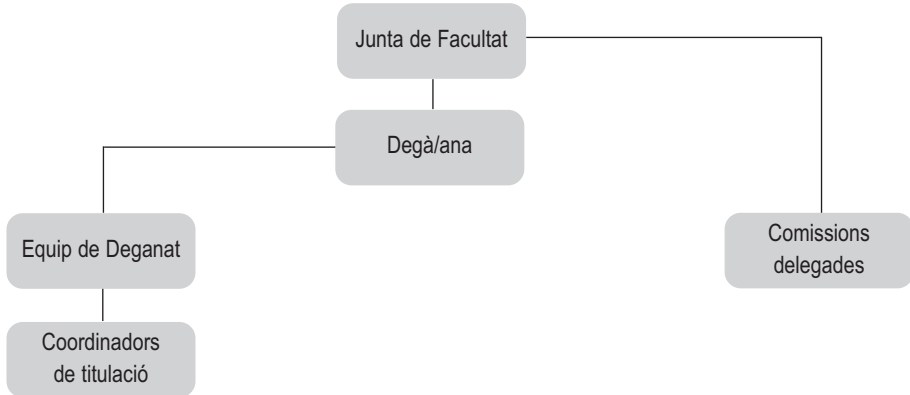 Junta de Facultat
Degà/ana
Equip de Deganat
Comissions
delegades
Coordinadors
de titulació